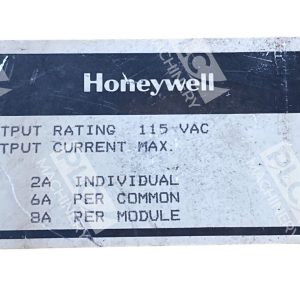 Honeywell
TPUT RATING 115 VAC
TPUT CURRENT MAX.
2A INDIVIDUAL
6A PER COMMON
8A PER MODULE